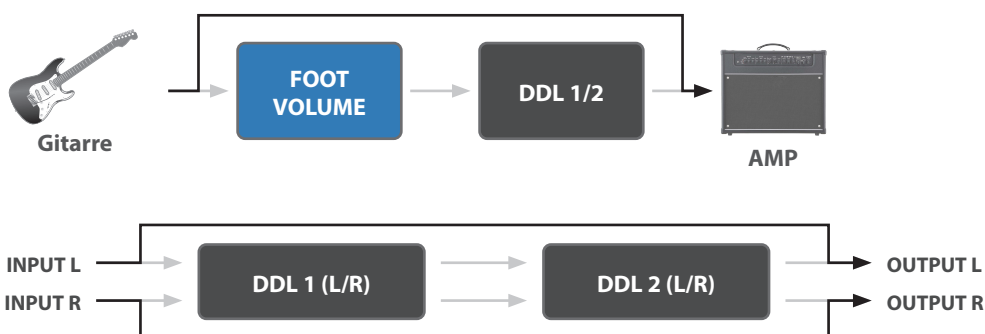 FOOT
VOLUME
DDL 1/2
Gitarre
AMP
INPUT L
DDL 1 (L/R)
DDL 2 (L/R)
OUTPUT L
INPUT R
OUTPUT R